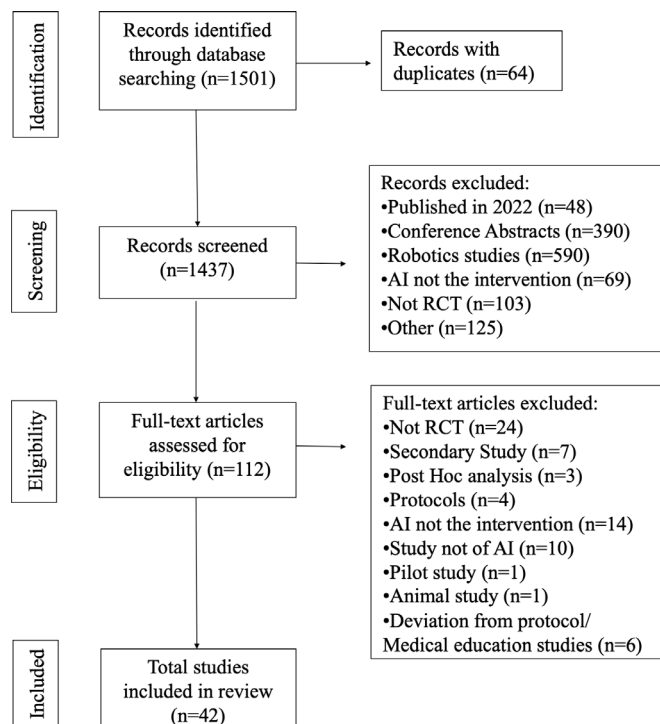 Identification
Records identified
through database
searching (n=1501)
Records with
duplicates (n=64)
Screening
Records screened
(n=1437)
Records excluded:
•Published in 2022 (n=48)
•Conference Abstracts (n=390)
•Robotics studies (n=590)
•AI not the intervention (n=69)
•Not RCT (n=103)
•Other (n=125)
Eligibility
Full-text articles
assessed for
eligibility (n=112)
Full-text articles excluded:
•Not RCT (n=24)
•Secondary Study (n=7)
•Post Hoc analysis (n=3)
•Protocols (n=4)
•AI not the intervention (n=14)
•Study not of AI (n=10)
•Pilot study (n=1)
•Animal study (n=1)
•Deviation from protocol/
Medical education studies (n=6)
Included
Total studies
included in review
(n=42)